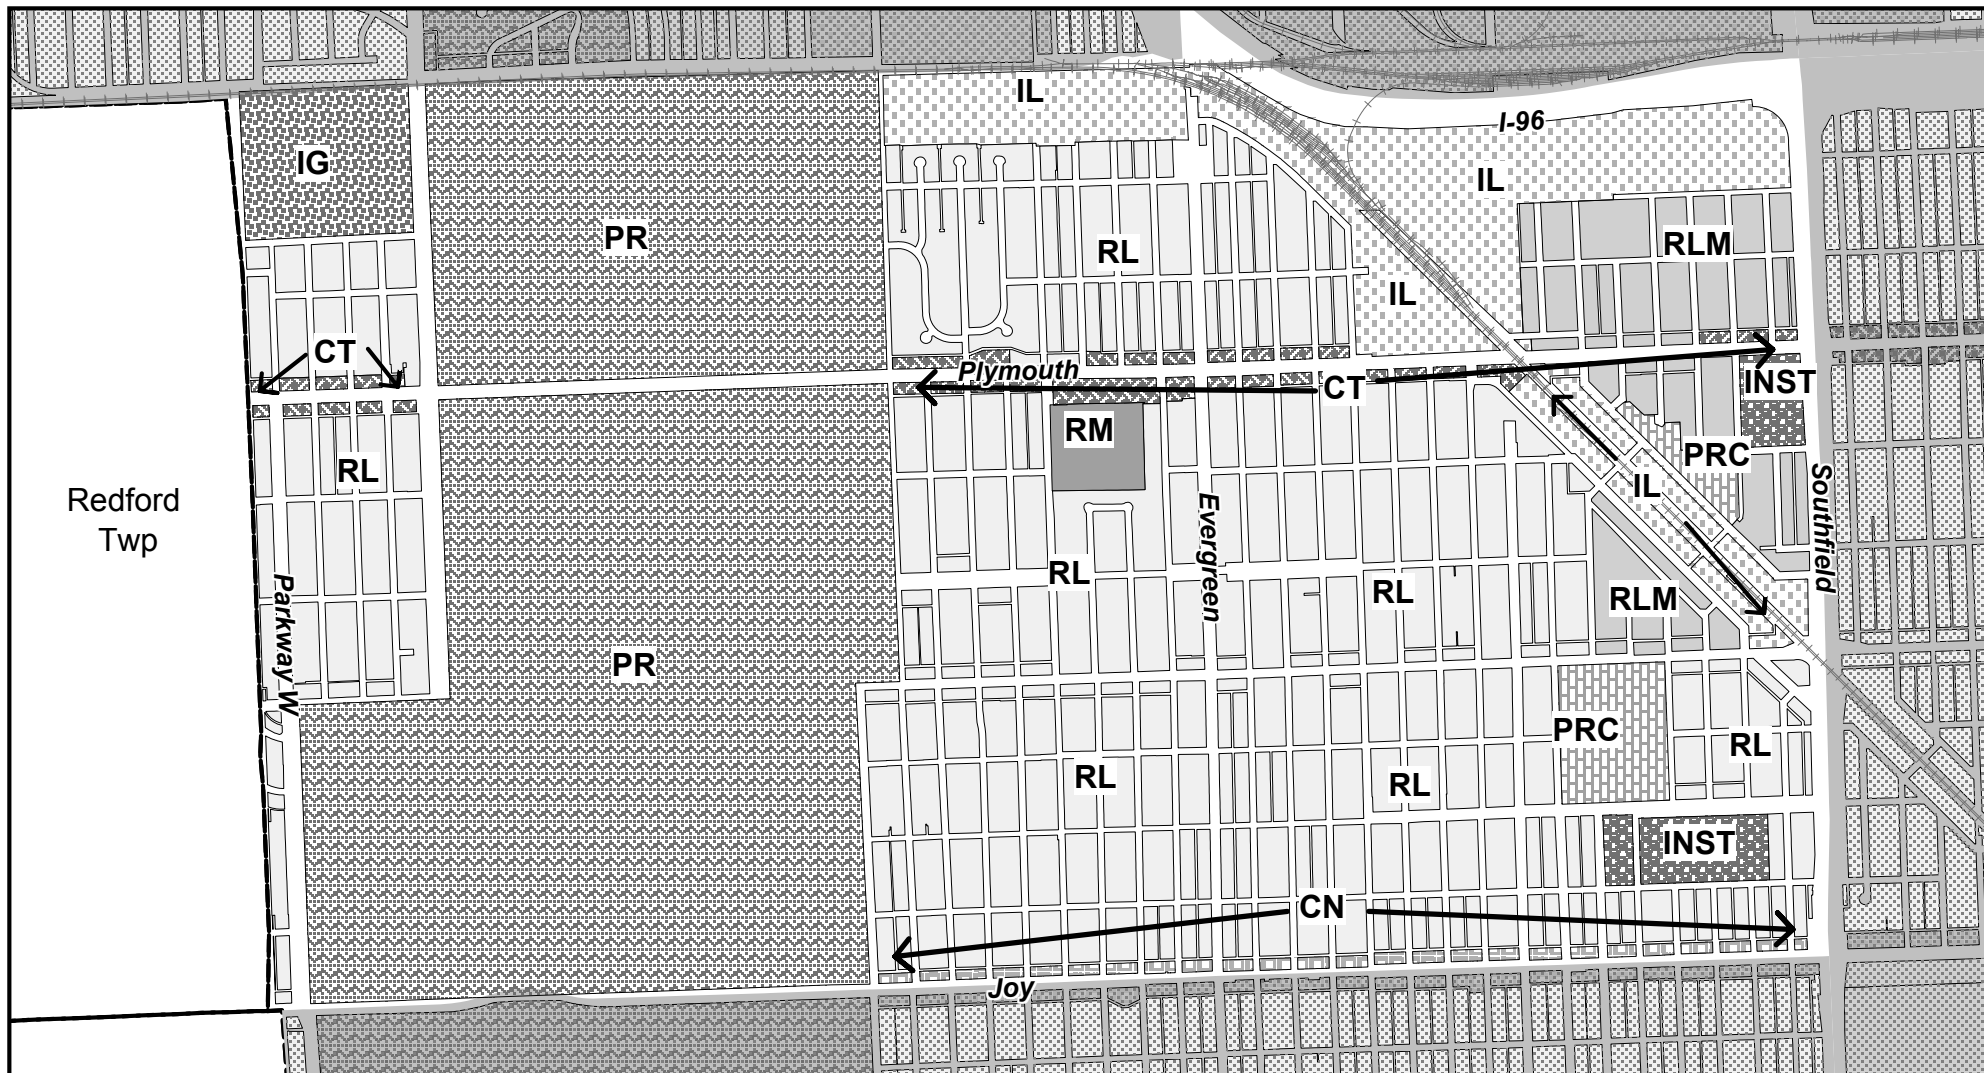 IL
I-96
IG
IL
PR
RL
RLM
IL
CT
Plymouth
CT
INST
RM
RL
PRC
IL
Redford
Twp
Evergreen
Southfield
RL
RL
RLM
Parkway W
PR
PRC
RL
RL
RL
INST
CN
Joy